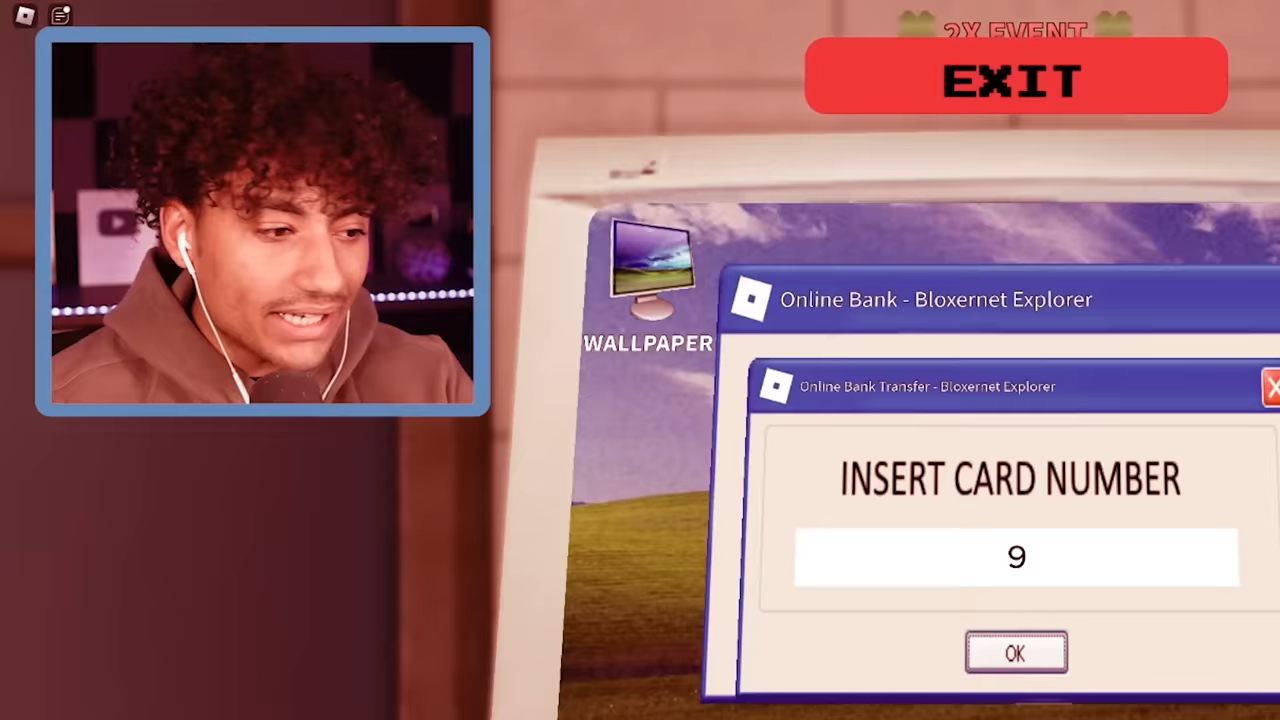 2X EVENT
EXIT
WALLPAPER
Online Bank - Bloxernet Explorer
Online Bank Transfer - Bloxernet Explorer
INSERT CARD NUMBER
9
OK